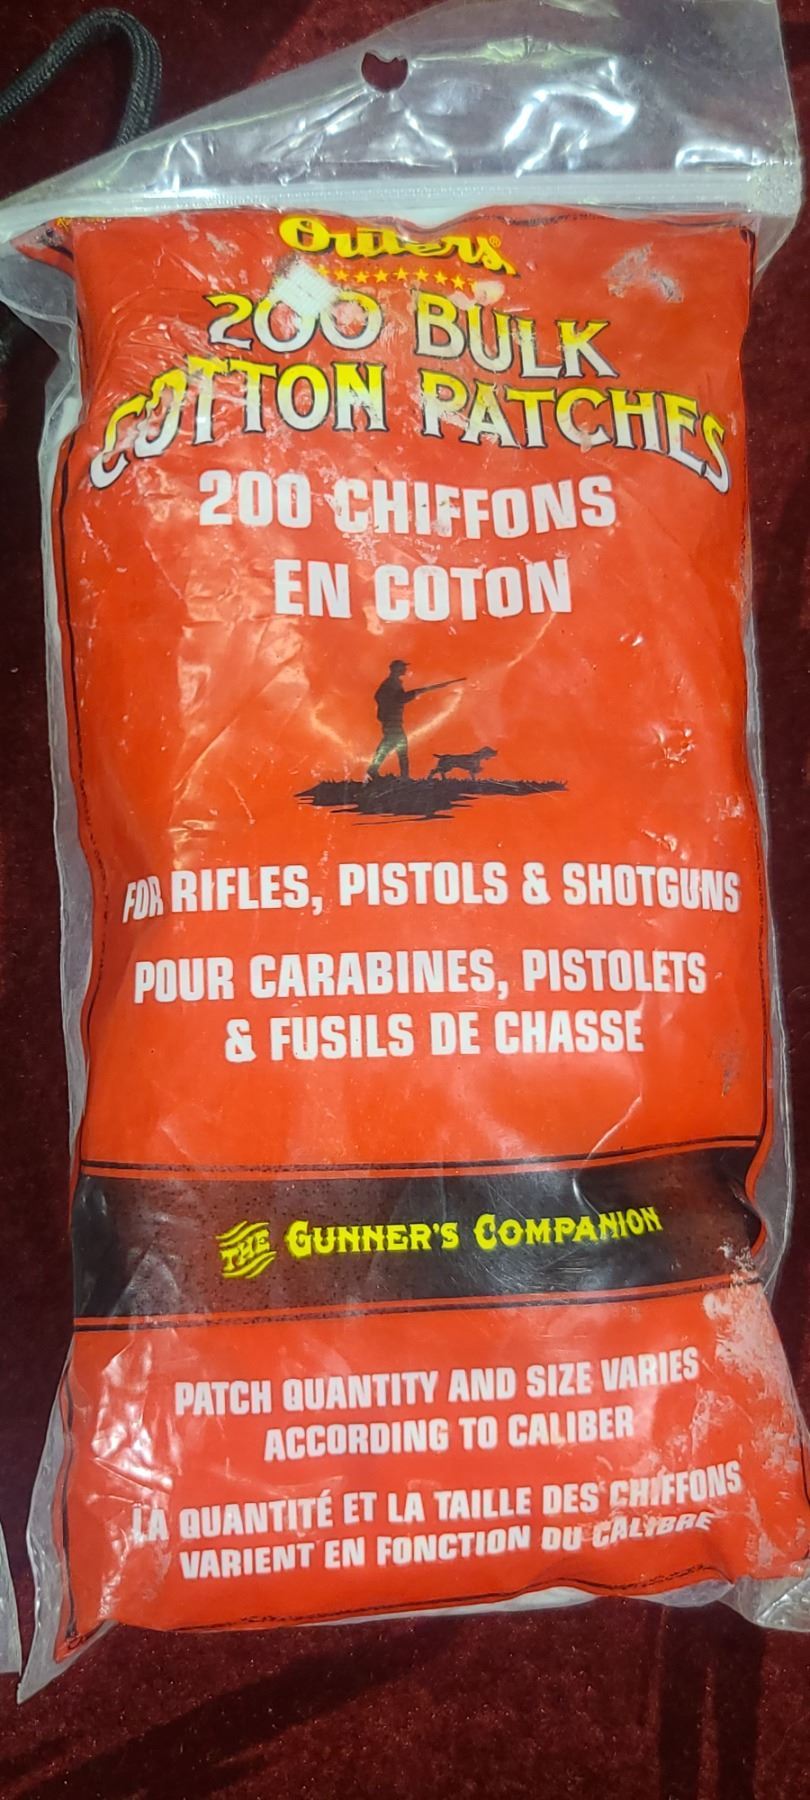 Outers®
200 BULK
COTTON PATCHES
200 CHIFFONS
EN COTON
FOR RIFLES, PISTOLS & SHOTGUNS
POUR CARABINES, PISTOLETS
& FUSILS DE CHASSE
THE GUNNER'S COMPANION
PATCH QUANTITY AND SIZE VARIES
ACCORDING TO CALIBER
LA QUANTITÉ ET LA TAILLE DES CHIFFONS
VARIENT EN FONCTION DU CALIBRE